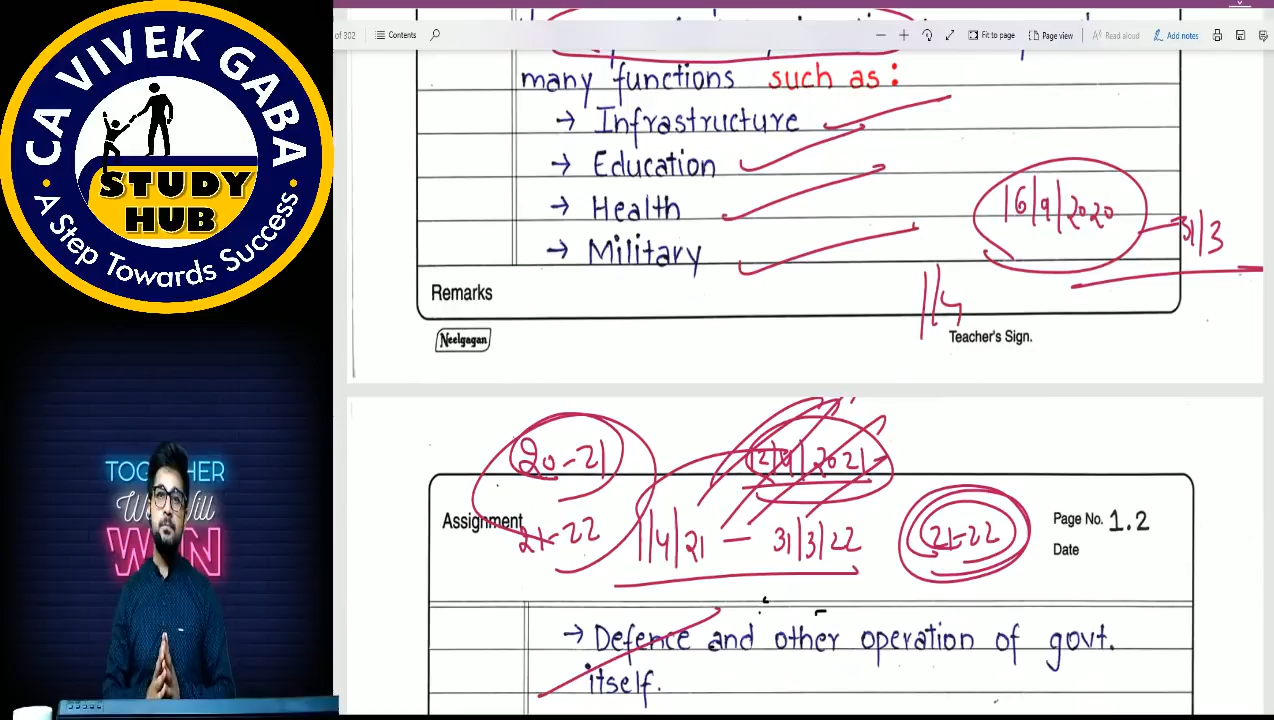 CA VIVEK GABA
STUDY
HUB
A Step Towards Success
of 302
Contents
Fit to page
Page view
Read aloud
Add notes
many functions such as :
→ Infrastructure
→ Education
→ Health
→ Military
16/9/2020
31/3
1/4
Remarks
Neelgagan
Teacher's Sign.
20-21
12/9/2021
Assignment
21-22
1/4/21 — 31/3/22
21-22
Page No. 1.2
Date
→ Defence and other operation of govt.
itself.
TOGETHER
We Will
WIN